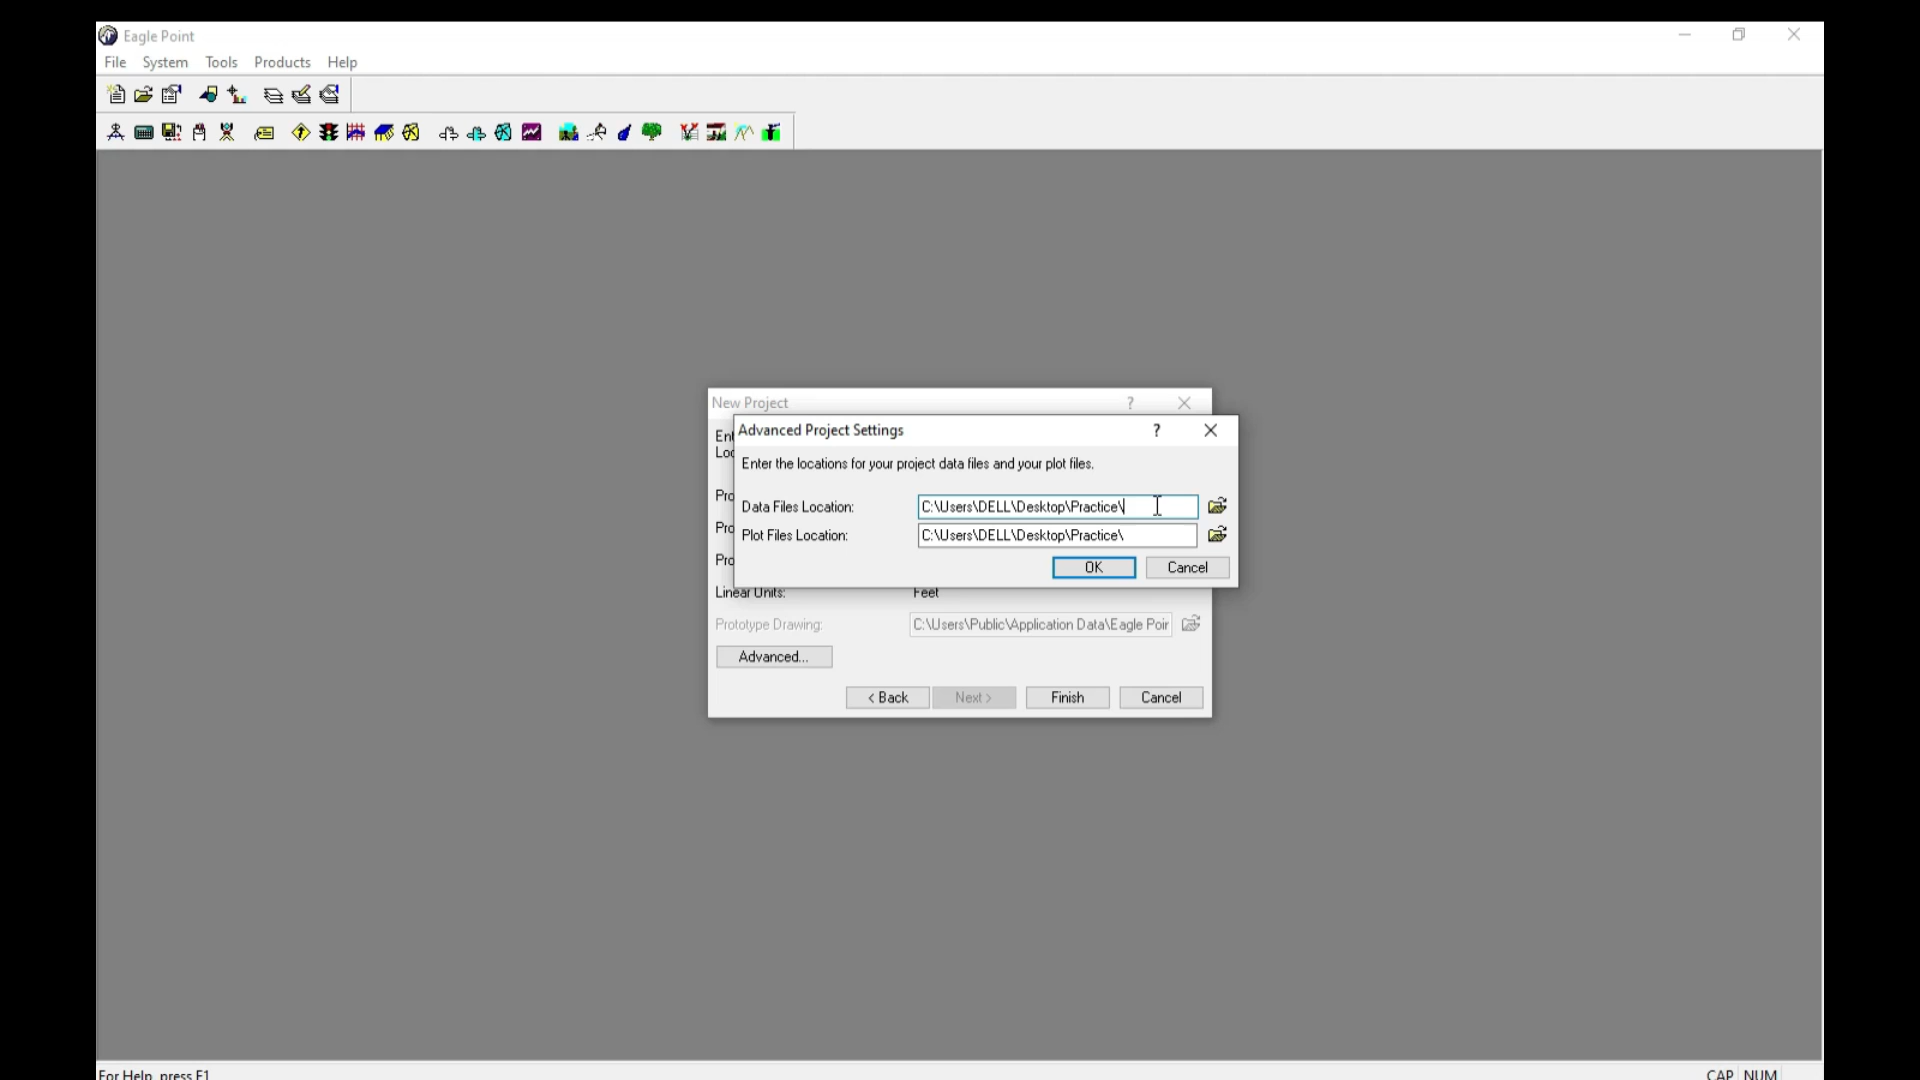 Eagle Point
File System Tools Products Help
New Project
Advanced Project Settings
Enter the locations for your project data files and your plot files.
Data Files Location: C:\Users\DELL\Desktop\Practice\
Plot Files Location: C:\Users\DELL\Desktop\Practice\
OK Cancel
Linear Units: Feet
Prototype Drawing: C:\Users\Public\Application Data\Eagle Poir
Advanced...
< Back Next > Finish Cancel
For Help, press F1
CAP NUM